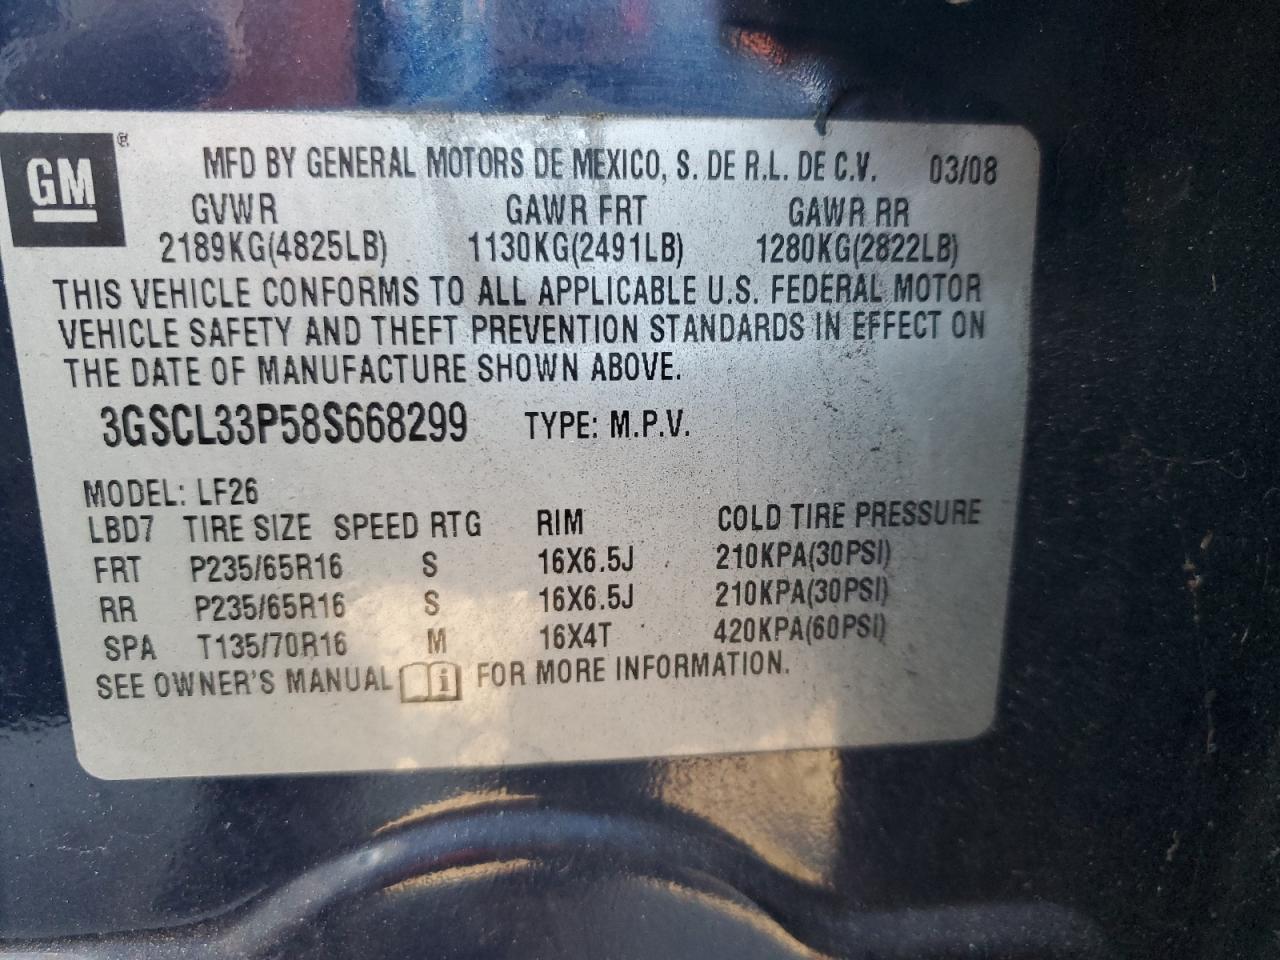 GM ® MFD BY GENERAL MOTORS DE MEXICO, S. DE R.L. DE C.V. 03/08
GVWR GAWR FRT GAWR RR
2189KG(4825LB) 1130KG(2491LB) 1280KG(2822LB)
THIS VEHICLE CONFORMS TO ALL APPLICABLE U.S. FEDERAL MOTOR
VEHICLE SAFETY AND THEFT PREVENTION STANDARDS IN EFFECT ON
THE DATE OF MANUFACTURE SHOWN ABOVE.
3GSCL33P58S668299 TYPE: M.P.V.
MODEL: LF26
LBD7 TIRE SIZE SPEED RTG RIM COLD TIRE PRESSURE
FRT P235/65R16 S 16X6.5J 210KPA(30PSI)
RR P235/65R16 S 16X6.5J 210KPA(30PSI)
SPA T135/70R16 M 16X4T 420KPA(60PSI)
SEE OWNER'S MANUAL i FOR MORE INFORMATION.